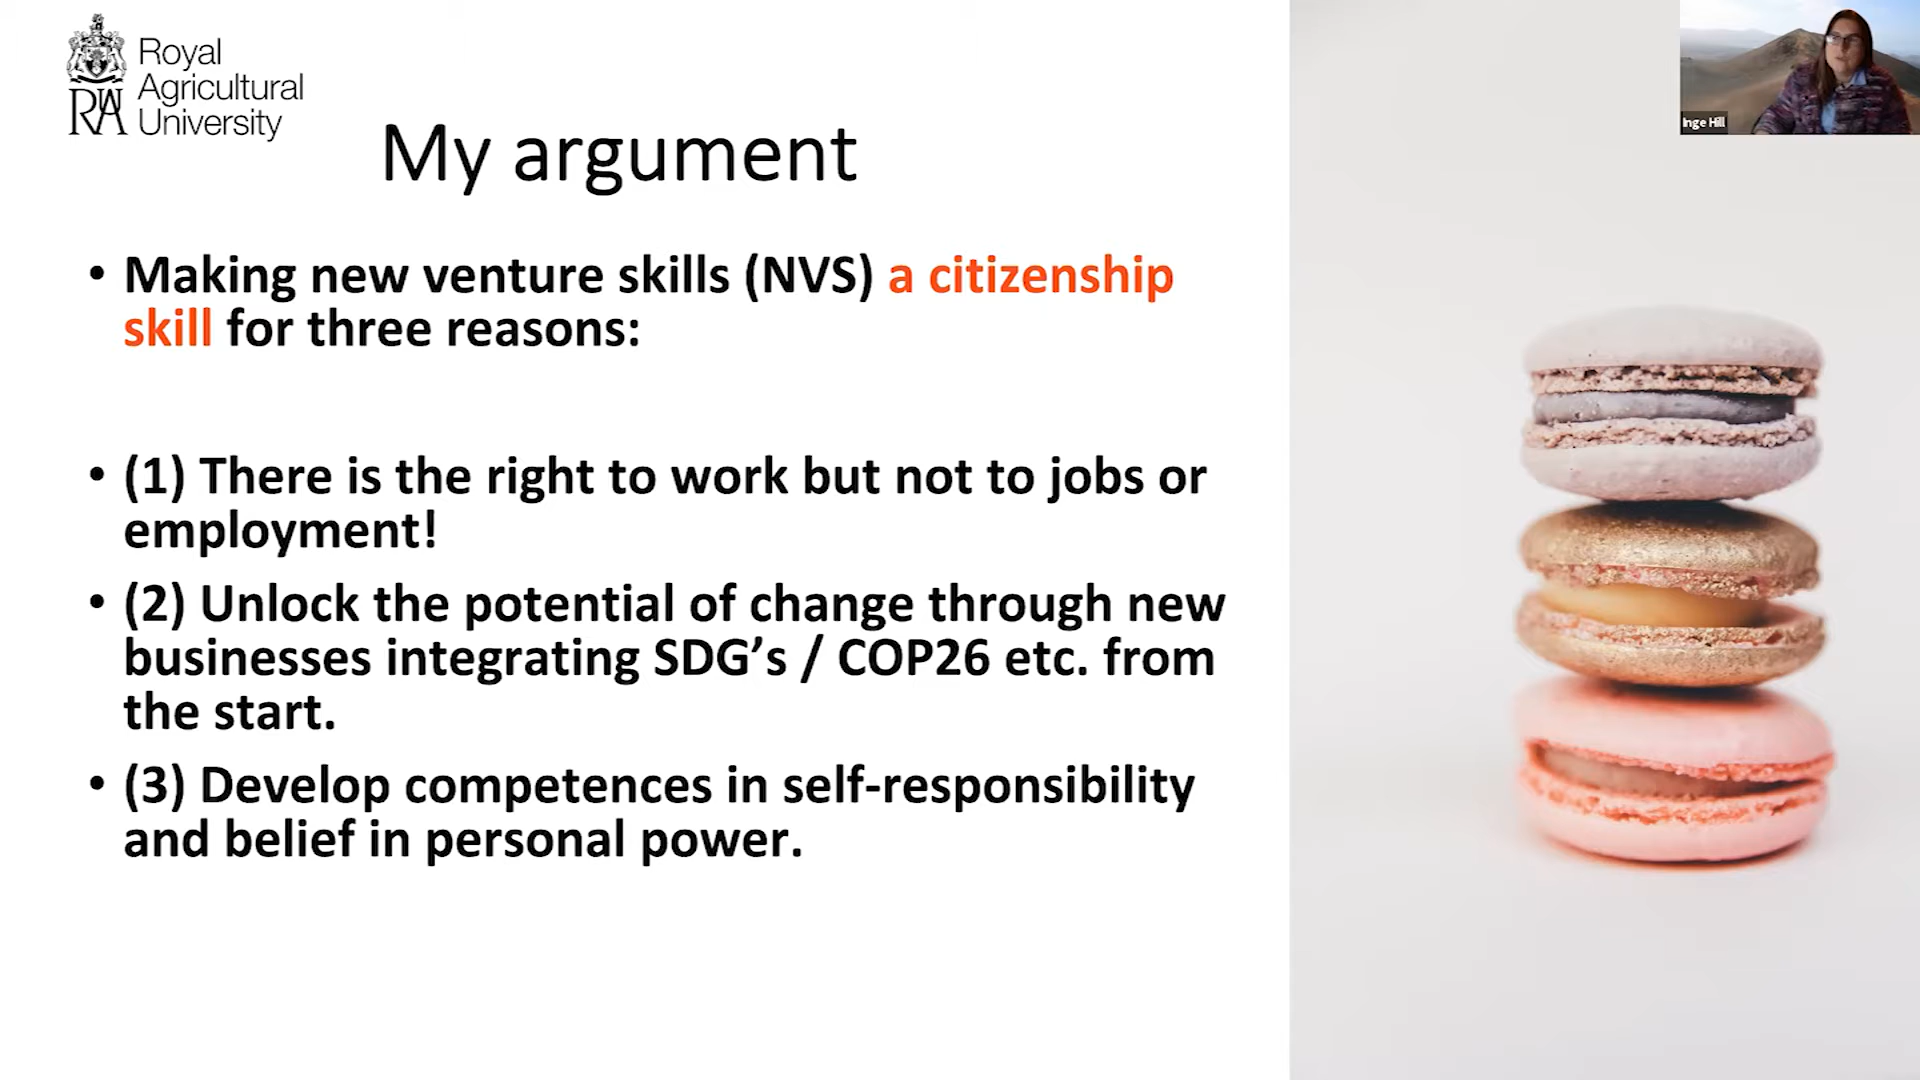 Royal
Agricultural
University
RAU
My argument
Inge Hill
• Making new venture skills (NVS) a citizenship
skill for three reasons:
• (1) There is the right to work but not to jobs or
employment!
• (2) Unlock the potential of change through new
businesses integrating SDG’s / COP26 etc. from
the start.
• (3) Develop competences in self-responsibility
and belief in personal power.